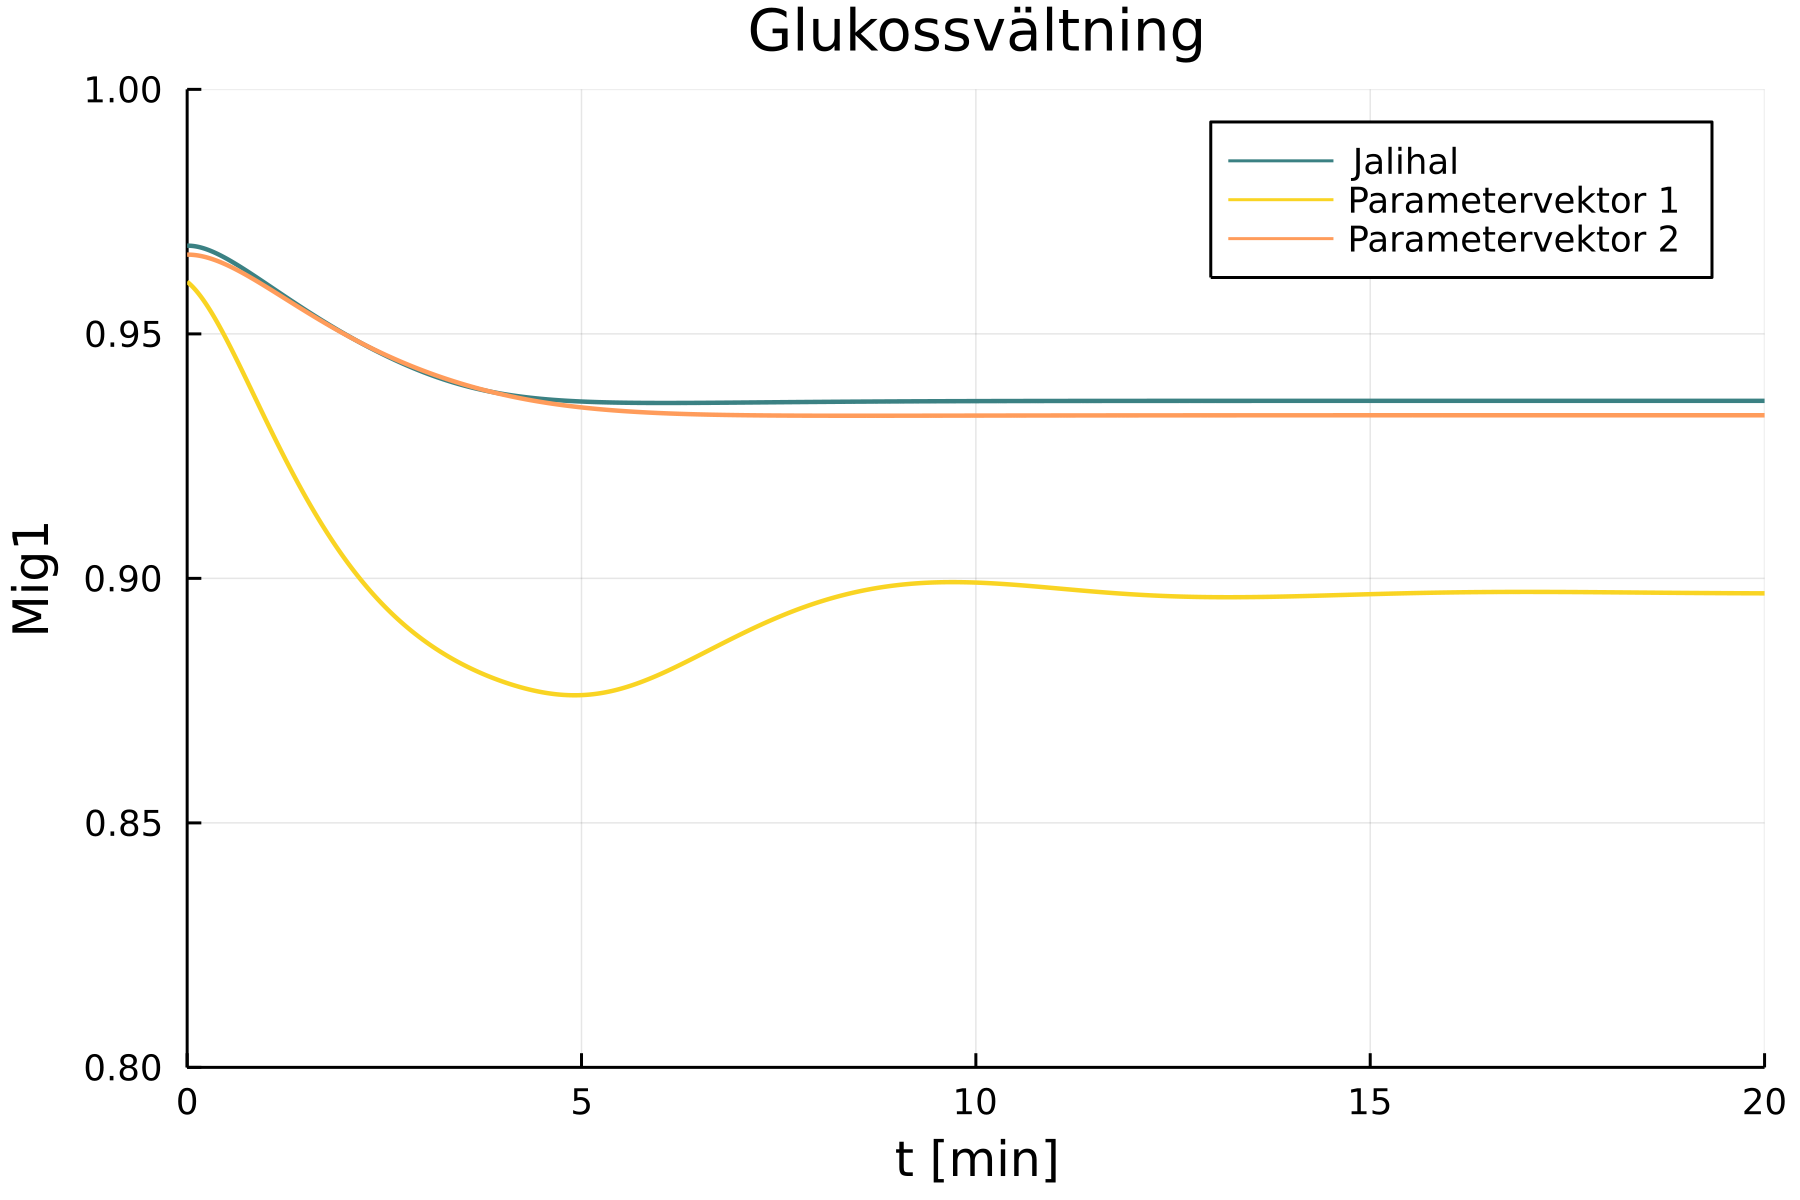 Glukossvältning
1.00
0.95
0.90
0.85
0.80
Mig1
Jalihal
Parametervektor 1
Parametervektor 2
0 5 10 15 20
t [min]